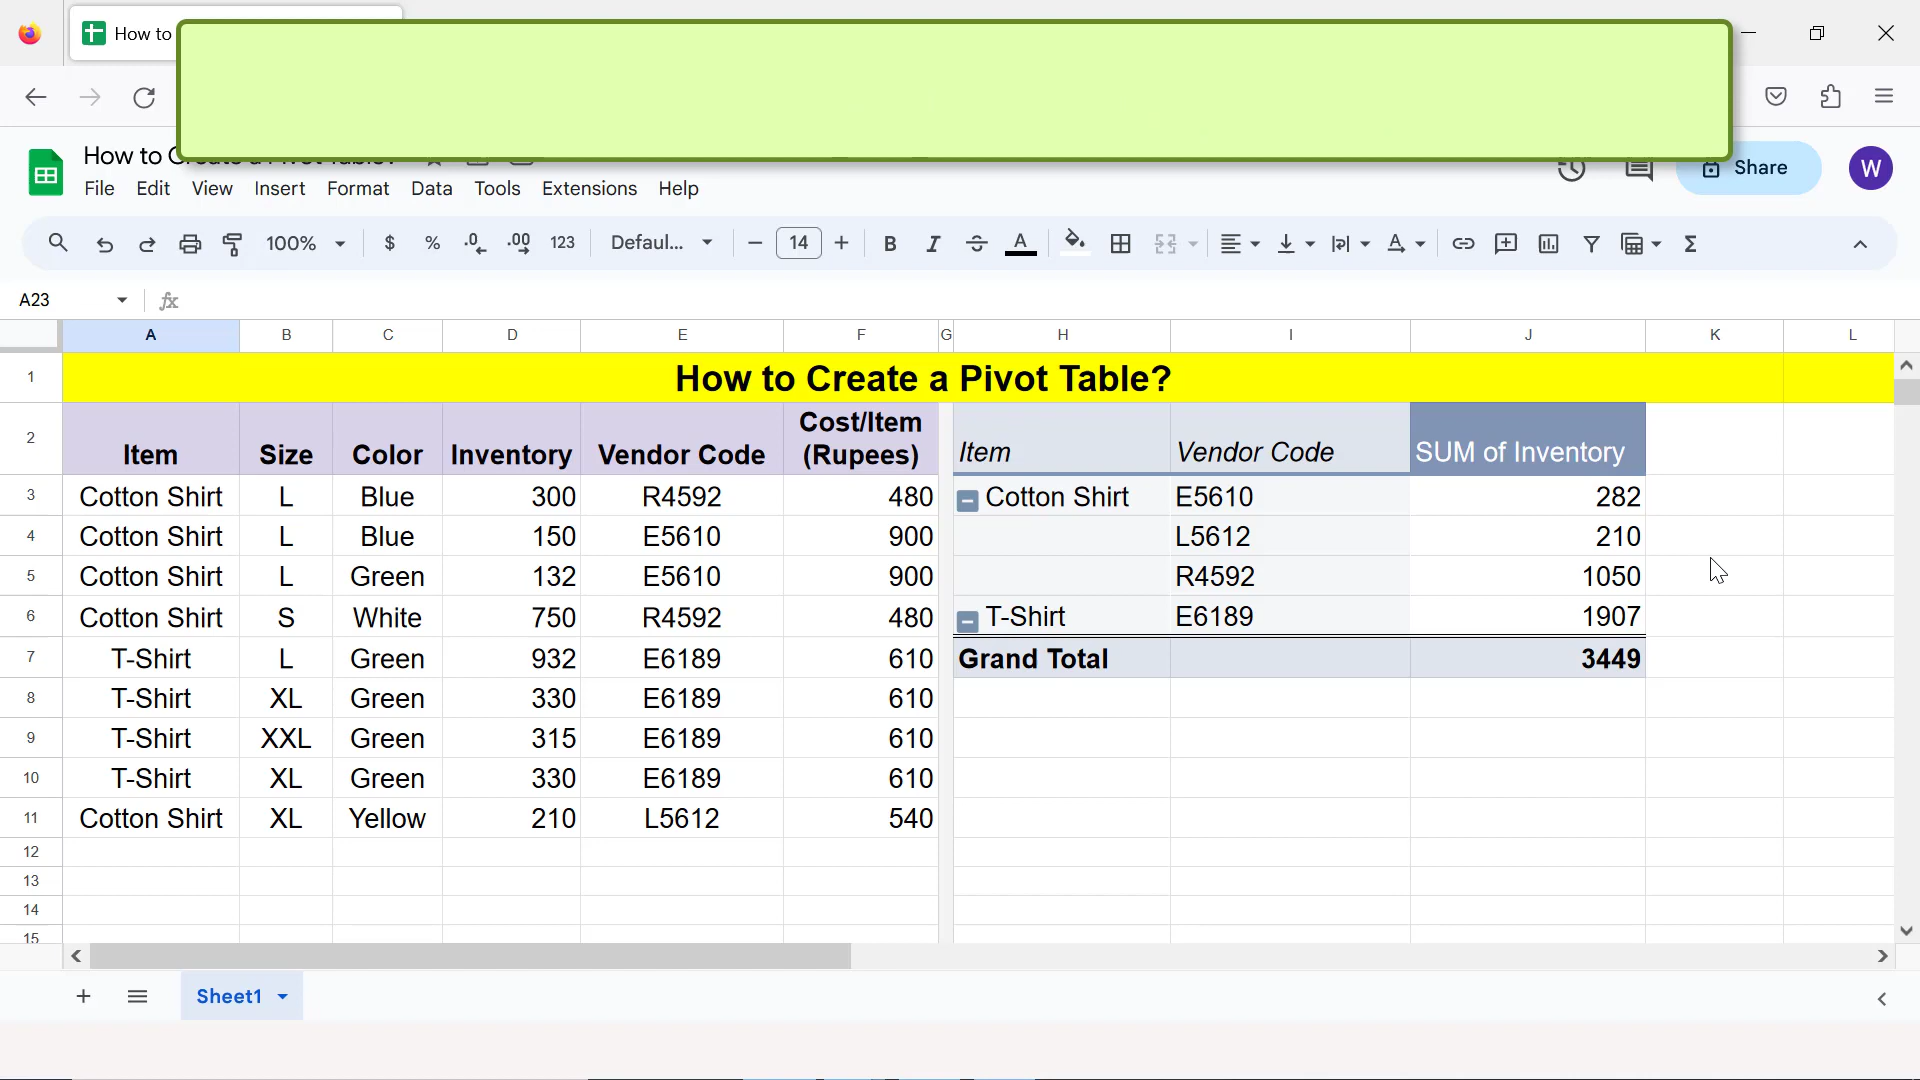 How to
How to
File Edit View Insert Format Data Tools Extensions Help
Share
W
100% $ % .0 .00 123 Defaul... 14 B I A A Σ
A23 fx
A B C D E F G H I J K L
1 How to Create a Pivot Table?
2 Item Size Color Inventory Vendor Code Cost/Item (Rupees) Item Vendor Code SUM of Inventory
3 Cotton Shirt L Blue 300 R4592 480 Cotton Shirt E5610 282
4 Cotton Shirt L Blue 150 E5610 900 L5612 210
5 Cotton Shirt L Green 132 E5610 900 R4592 1050
6 Cotton Shirt S White 750 R4592 480 T-Shirt E6189 1907
7 T-Shirt L Green 932 E6189 610 Grand Total 3449
8 T-Shirt XL Green 330 E6189 610
9 T-Shirt XXL Green 315 E6189 610
10 T-Shirt XL Green 330 E6189 610
11 Cotton Shirt XL Yellow 210 L5612 540
12
13
14
15
Sheet1